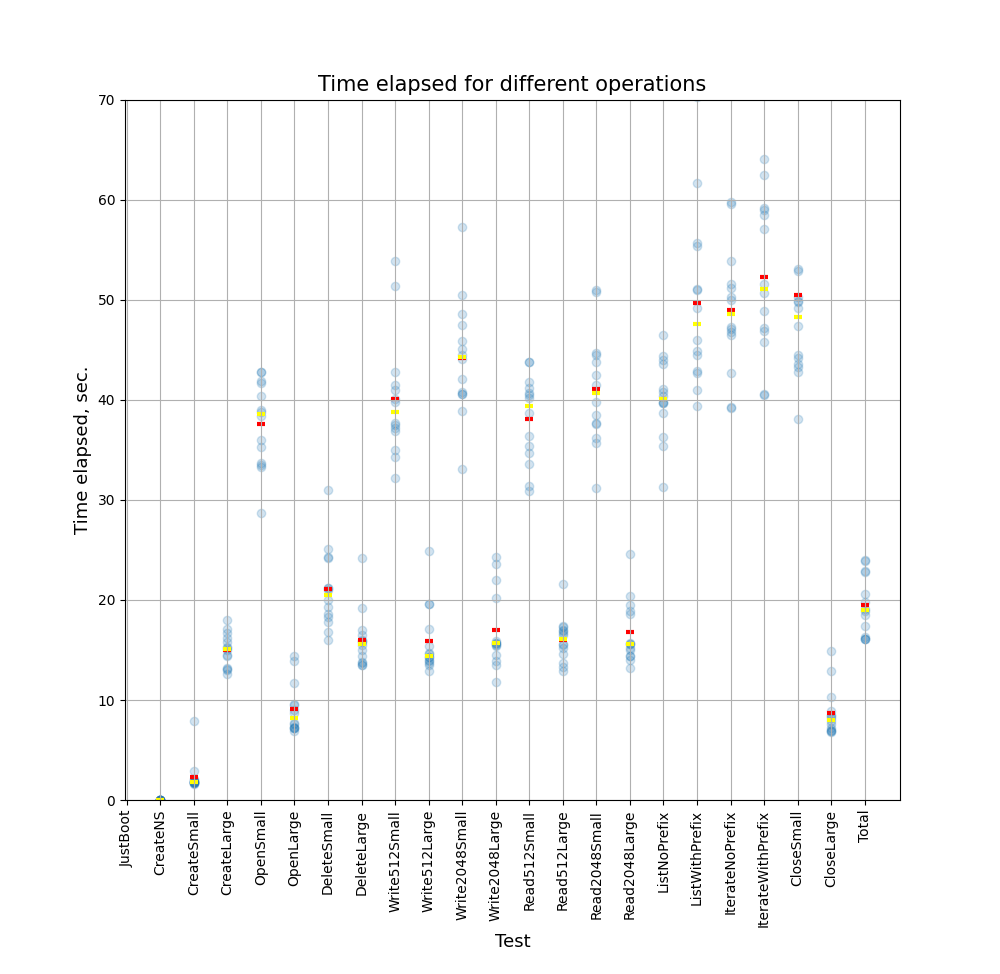 Time elapsed for different operations
70
60
50
40
30
20
10
0
Time elapsed, sec.
JustBoot
CreateNS
CreateSmall
CreateLarge
OpenSmall
OpenLarge
DeleteSmall
DeleteLarge
Write512Small
Write512Large
Write2048Small
Write2048Large
Read512Small
Read512Large
Read2048Small
Read2048Large
ListNoPrefix
ListWithPrefix
IterateNoPrefix
IterateWithPrefix
CloseSmall
CloseLarge
Total
Test